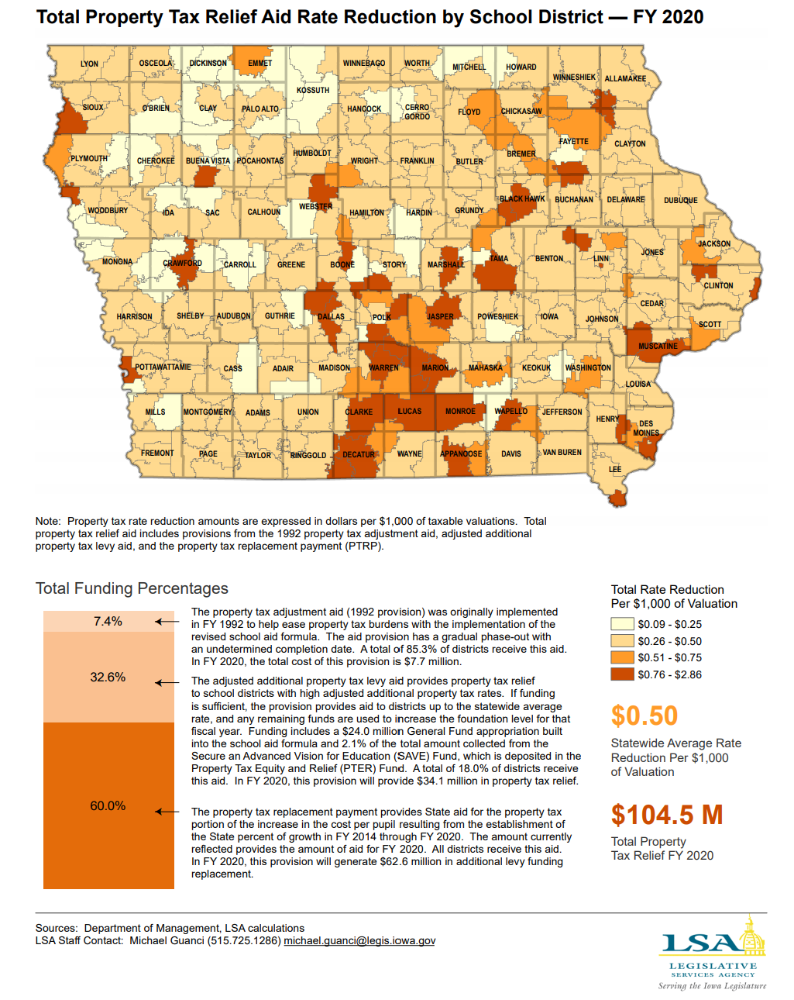 Total Property Tax Relief Aid Rate Reduction by School District — FY 2020
LYON
OSCEOLA
DICKINSON
EMMET
WINNEBAGO
WORTH
MITCHELL
HOWARD
WINNESHIEK
ALLAMAKEE
KOSSUTH
SIOUX
O'BRIEN
CLAY
PALO ALTO
HANCOCK
CERRO
GORDO
FLOYD
CHICKASAW
FAYETTE
CLAYTON
PLYMOUTH
CHEROKEE
BUENA VISTA
POCAHONTAS
HUMBOLDT
WRIGHT
FRANKLIN
BUTLER
BREMER
WOODBURY
IDA
SAC
CALHOUN
WEBSTER
HAMILTON
HARDIN
GRUNDY
BLACK HAWK
BUCHANAN
DELAWARE
DUBUQUE
MONONA
CRAWFORD
CARROLL
GREENE
BOONE
STORY
MARSHALL
TAMA
BENTON
LINN
JONES
JACKSON
CLINTON
HARRISON
SHELBY
AUDUBON
GUTHRIE
DALLAS
POLK
JASPER
POWESHIEK
IOWA
JOHNSON
CEDAR
SCOTT
MUSCATINE
POTTAWATTAMIE
CASS
ADAIR
MADISON
WARREN
MARION
MAHASKA
KEOKUK
WASHINGTON
LOUISA
MILLS
MONTGOMERY
ADAMS
UNION
CLARKE
LUCAS
MONROE
WAPELLO
JEFFERSON
HENRY
DES
MOINES
FREMONT
PAGE
TAYLOR
RINGGOLD
DECATUR
WAYNE
APPANOOSE
DAVIS
VAN BUREN
LEE
Note: Property tax rate reduction amounts are expressed in dollars per $1,000 of taxable valuations. Total
property tax relief aid includes provisions from the 1992 property tax adjustment aid, adjusted additional
property tax levy aid, and the property tax replacement payment (PTRP).
Total Funding Percentages
7.4%
32.6%
60.0%
The property tax adjustment aid (1992 provision) was originally implemented
in FY 1992 to help ease property tax burdens with the implementation of the
revised school aid formula. The aid provision has a gradual phase-out with
an undetermined completion date. A total of 85.3% of districts receive this aid.
In FY 2020, the total cost of this provision is $7.7 million.
The adjusted additional property tax levy aid provides property tax relief
to school districts with high adjusted additional property tax rates. If funding
is sufficient, the provision provides aid to districts up to the statewide average
rate, and any remaining funds are used to increase the foundation level for that
fiscal year. Funding includes a $24.0 million General Fund appropriation built
into the school aid formula and 2.1% of the total amount collected from the
Secure an Advanced Vision for Education (SAVE) Fund, which is deposited in the
Property Tax Equity and Relief (PTER) Fund. A total of 18.0% of districts receive
this aid. In FY 2020, this provision will provide $34.1 million in property tax relief.
The property tax replacement payment provides State aid for the property tax
portion of the increase in the cost per pupil resulting from the establishment of
the State percent of growth in FY 2014 through FY 2020. The amount currently
reflected provides the amount of aid for FY 2020. All districts receive this aid.
In FY 2020, this provision will generate $62.6 million in additional levy funding
replacement.
Total Rate Reduction
Per $1,000 of Valuation
$0.09 - $0.25
$0.26 - $0.50
$0.51 - $0.75
$0.76 - $2.86
$0.50
Statewide Average Rate
Reduction Per $1,000
of Valuation
$104.5 M
Total Property
Tax Relief FY 2020
Sources: Department of Management, LSA calculations
LSA Staff Contact: Michael Guanci (515.725.1286) michael.guanci@legis.iowa.gov
LSA
LEGISLATIVE
SERVICES AGENCY
Serving the Iowa Legislature